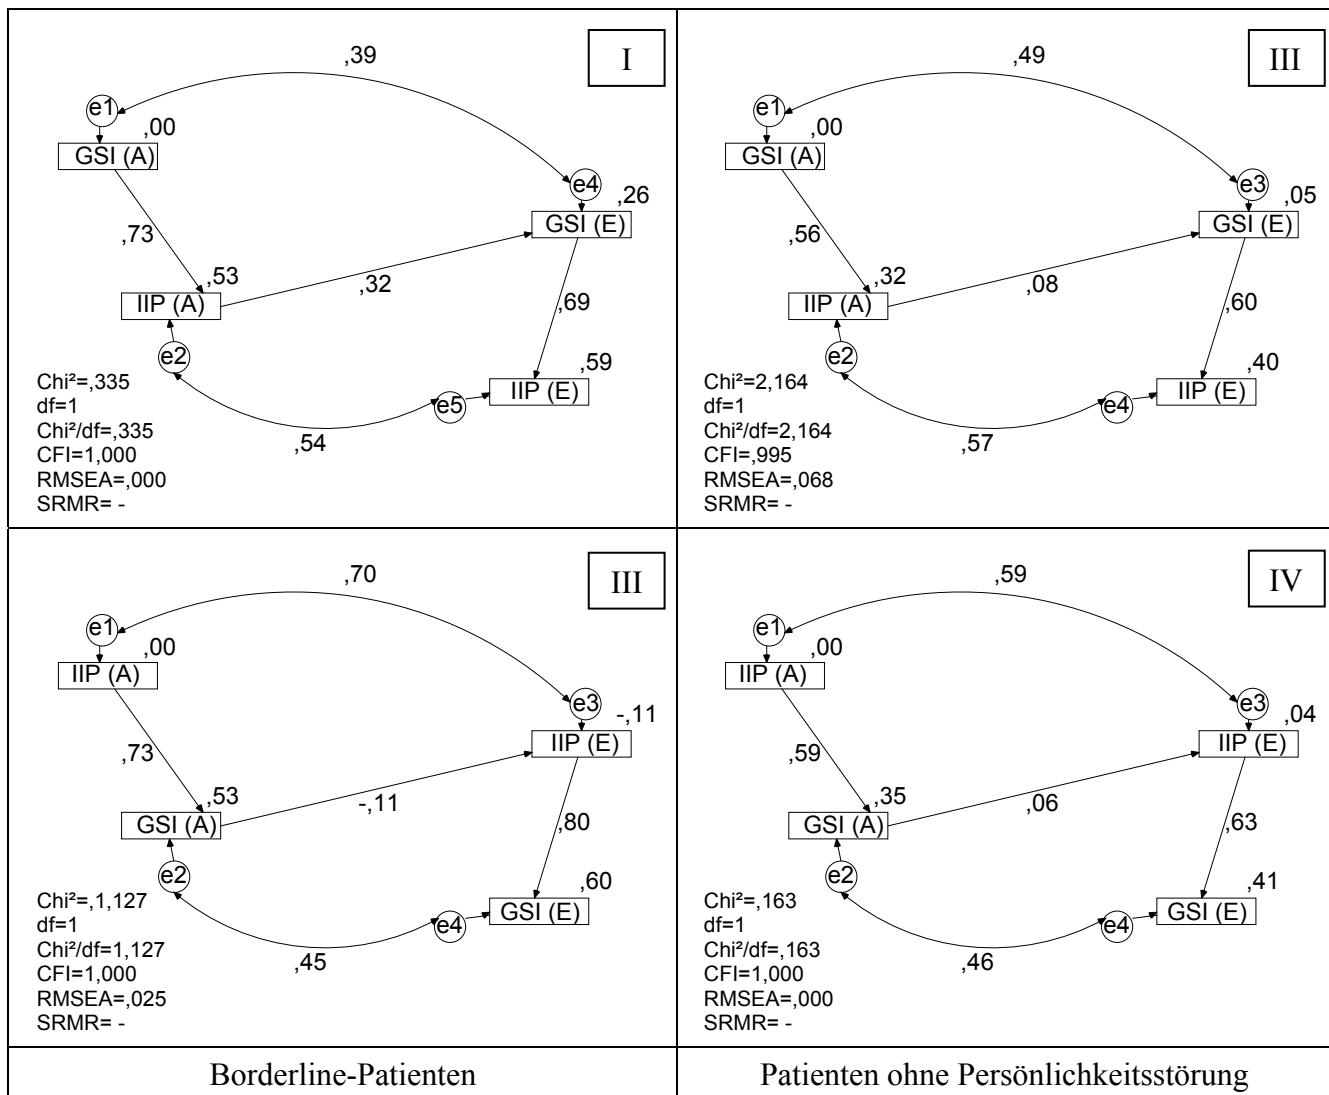 I
,39
e1
,00
GSI (A)
e4
,26
GSI (E)
,73
,53
IIP (A)
,32
,69
e2
,59
IIP (E)
e5
,54
Chi²=,335
df=1
Chi²/df=,335
CFI=1,000
RMSEA=,000
SRMR= -
III
,49
e1
,00
GSI (A)
e3
,05
GSI (E)
,56
,32
IIP (A)
,08
,60
e2
,40
IIP (E)
e4
,57
Chi²=2,164
df=1
Chi²/df=2,164
CFI=,995
RMSEA=,068
SRMR= -
III
,70
e1
,00
IIP (A)
e3
-,11
IIP (E)
,73
,53
GSI (A)
-,11
,80
e2
,60
GSI (E)
e4
,45
Chi²=,1,127
df=1
Chi²/df=1,127
CFI=1,000
RMSEA=,025
SRMR= -
IV
,59
e1
,00
IIP (A)
e3
,04
IIP (E)
,59
,35
GSI (A)
,06
,63
e2
,41
GSI (E)
e4
,46
Chi²=,163
df=1
Chi²/df=,163
CFI=1,000
RMSEA=,000
SRMR= -
Borderline-Patienten
Patienten ohne Persönlichkeitsstörung